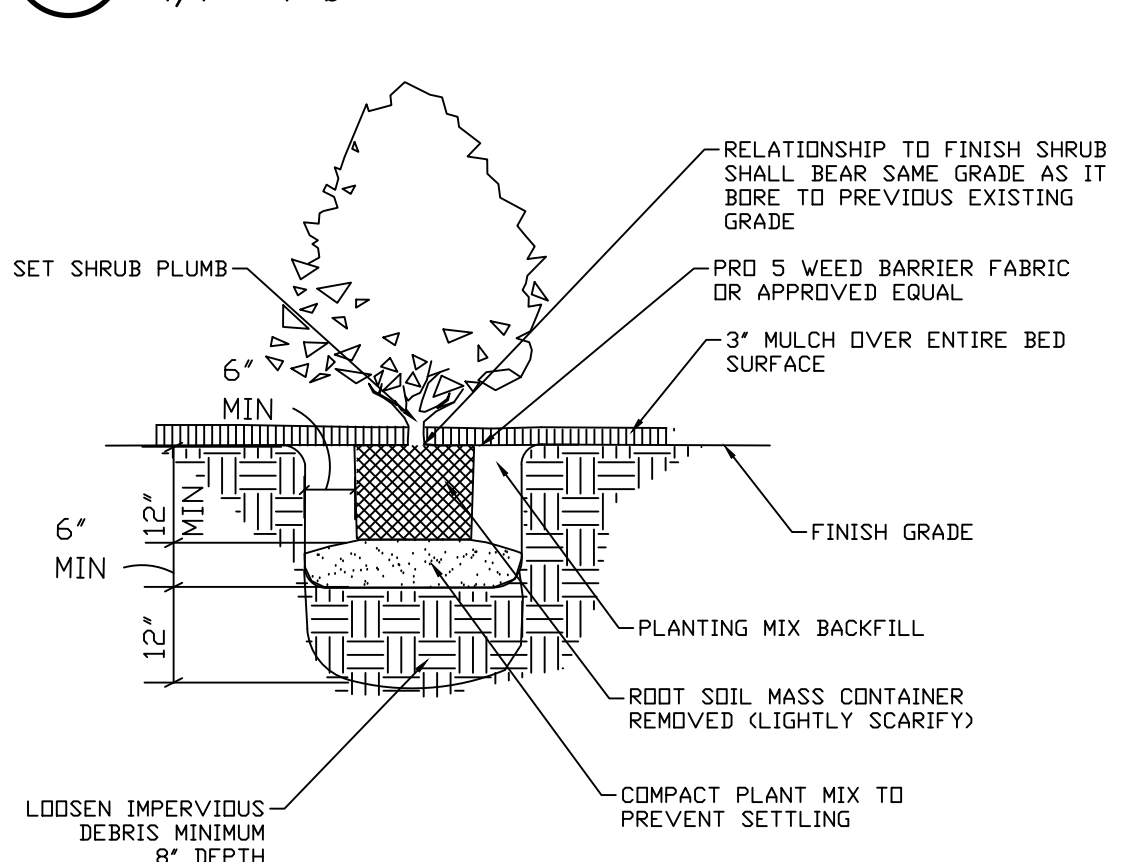 RELATIONSHIP TO FINISH SHRUB
SHALL BEAR SAME GRADE AS IT
BORE TO PREVIOUS EXISTING
GRADE
SET SHRUB PLUMB
PRO 5 WEED BARRIER FABRIC
OR APPROVED EQUAL
3" MULCH OVER ENTIRE BED
SURFACE
6"
MIN
12"
MIN
6"
MIN
FINISH GRADE
12"
PLANTING MIX BACKFILL
ROOT SOIL MASS CONTAINER
REMOVED (LIGHTLY SCARIFY)
COMPACT PLANT MIX TO
PREVENT SETTLING
LOOSEN IMPERVIOUS
DEBRIS MINIMUM
8" DEPTH